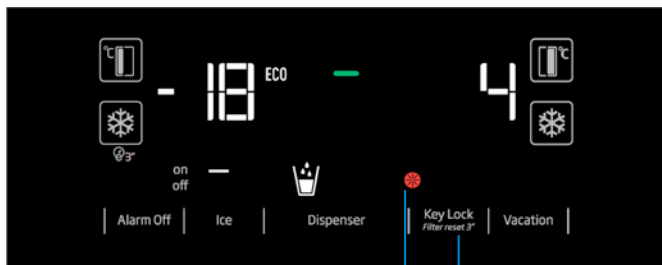 °C
°C
-18 ECO
4
3"
on
off
Alarm Off
Ice
Dispenser
Key Lock
Filter reset 3"
Vacation